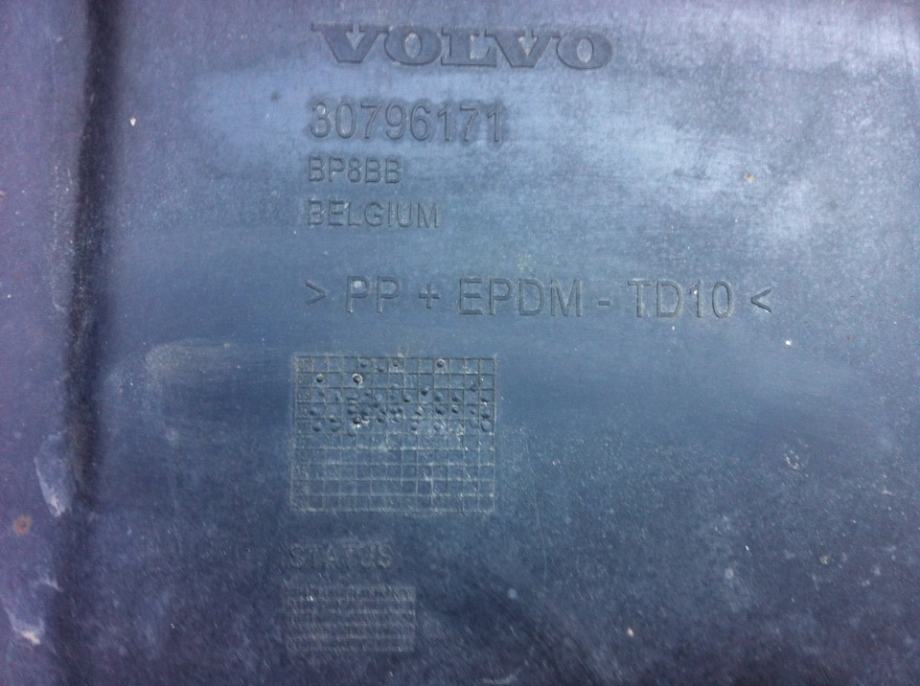 VOLVO
30796171
BP8BB
BELGIUM
> PP + EPDM - TD10 <
STATUS